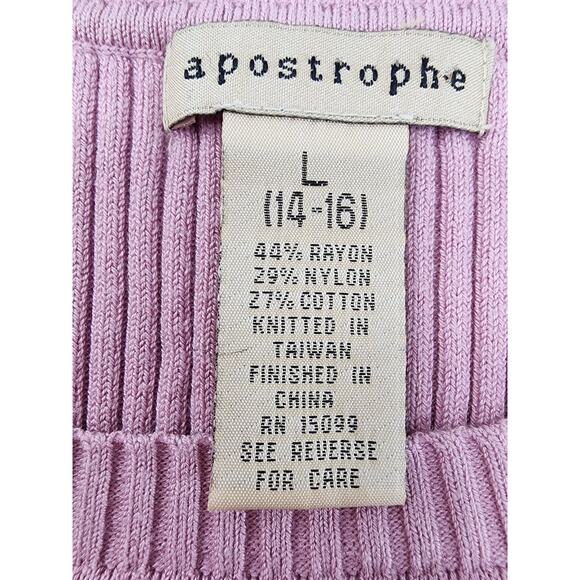 apostrophe
L
(14-16)
44% RAYON
29% NYLON
27% COTTON
KNITTED IN
TAIWAN
FINISHED IN
CHINA
RN 15099
SEE REVERSE
FOR CARE